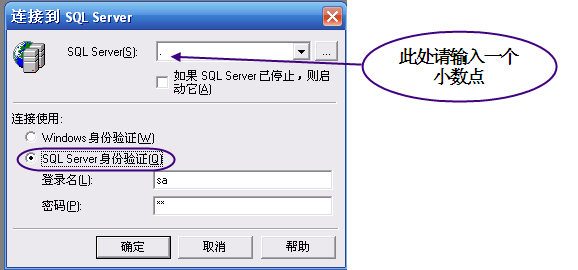 连接到 SQL Server
SQL Server(S):
.
...
如果 SQL Server 已停止，则启
动它(A)
连接使用:
Windows 身份验证(W)
SQL Server 身份验证(Q)
登录名(L):
sa
密码(P):
**
确定
取消
帮助
此处请输入一个
小数点